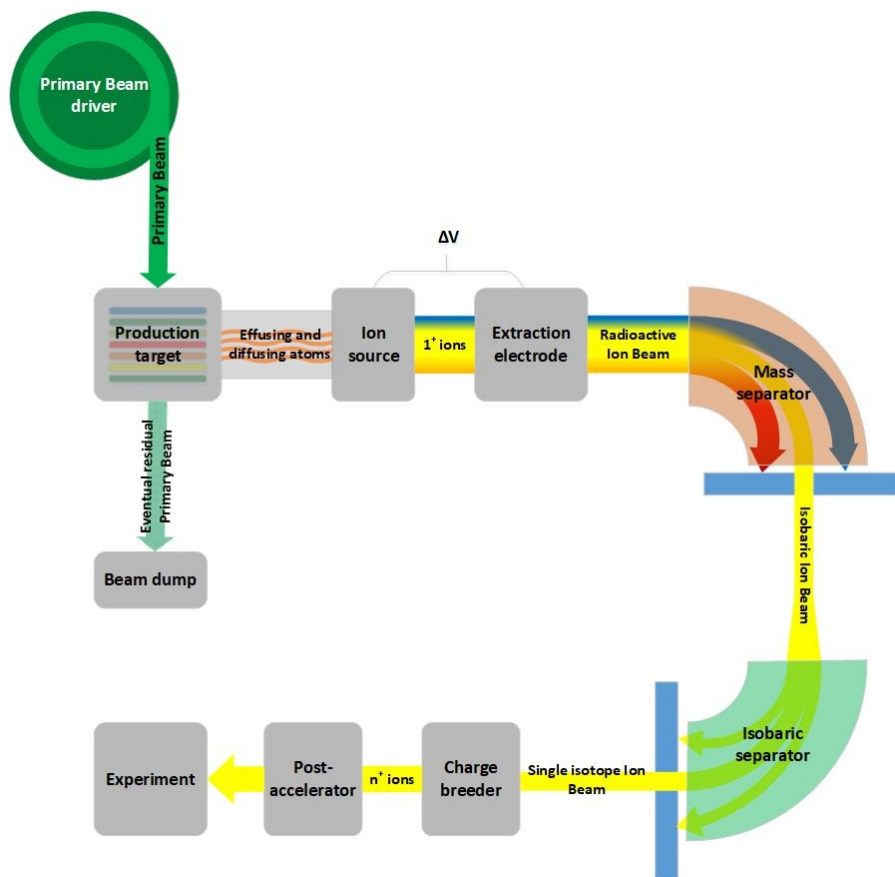 Primary Beam
driver
Primary Beam
ΔV
Production
target
Effusing and
diffusing atoms
Ion
source
1⁺ ions
Extraction
electrode
Radioactive
Ion Beam
Mass
separator
Eventual residual
Primary Beam
Beam dump
Isobaric Ion Beam
Isobaric
separator
Single isotope Ion
Beam
Charge
breeder
n⁺ ions
Post-
accelerator
Experiment